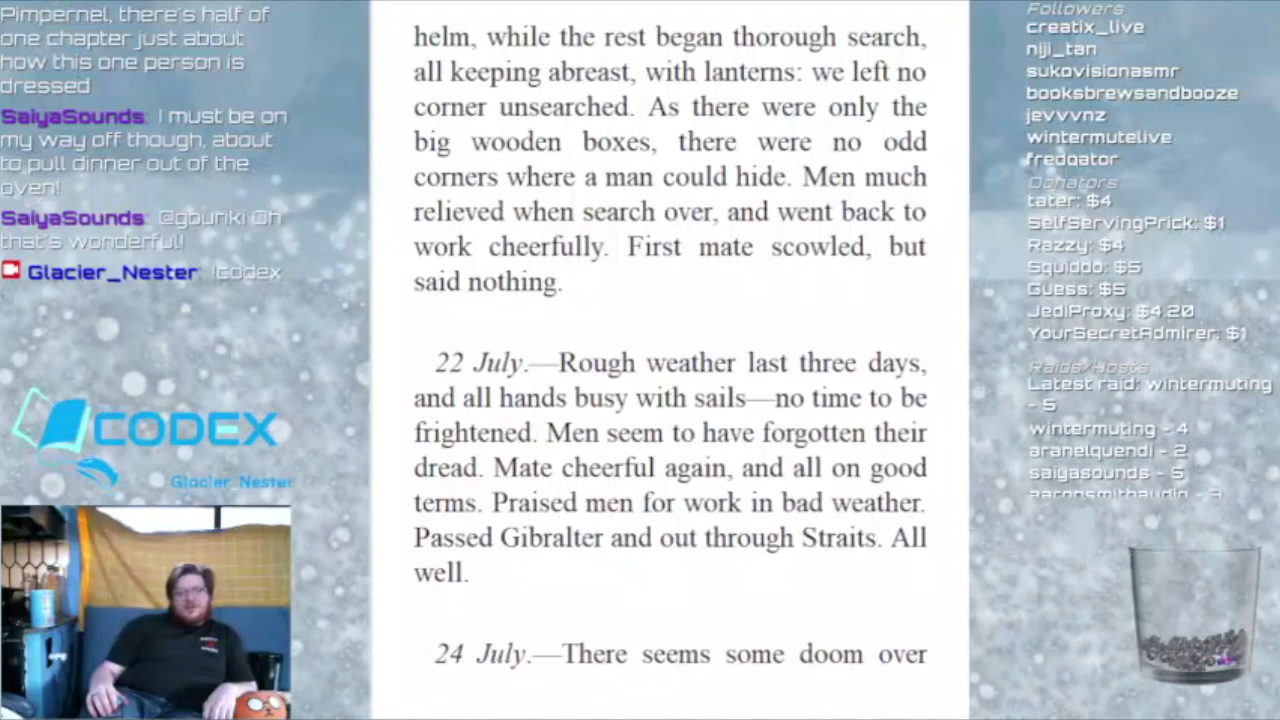 Pimpernel, there's half of
one chapter just about
how this one person is
dressed
SaiyaSounds: I must be on
my way off though, about
to pull dinner out of the
oven!
SaiyaSounds: @gouriki Oh
that's wonderful!
Glacier_Nester: !codex
CODEX
Glacier_Nester
helm, while the rest began thorough search,
all keeping abreast, with lanterns: we left no
corner unsearched. As there were only the
big wooden boxes, there were no odd
corners where a man could hide. Men much
relieved when search over, and went back to
work cheerfully. First mate scowled, but
said nothing.
22 July.—Rough weather last three days,
and all hands busy with sails—no time to be
frightened. Men seem to have forgotten their
dread. Mate cheerful again, and all on good
terms. Praised men for work in bad weather.
Passed Gibralter and out through Straits. All
well.
24 July.—There seems some doom over
Followers
creatix_live
niji_tan
sukovisionasmr
booksbrewsandbooze
jevvvnz
wintermutelive
fredgator
Donators
tater: $4
SelfServingPrick: $1
Razzy: $4
Squiddo: $5
Guess: $5
JediProxy: $4.20
YourSecretAdmirer: $1
Raids/Hosts
Latest raid: wintermuting
- 5
wintermuting - 4
aranelquendi - 2
saiyasounds - 5